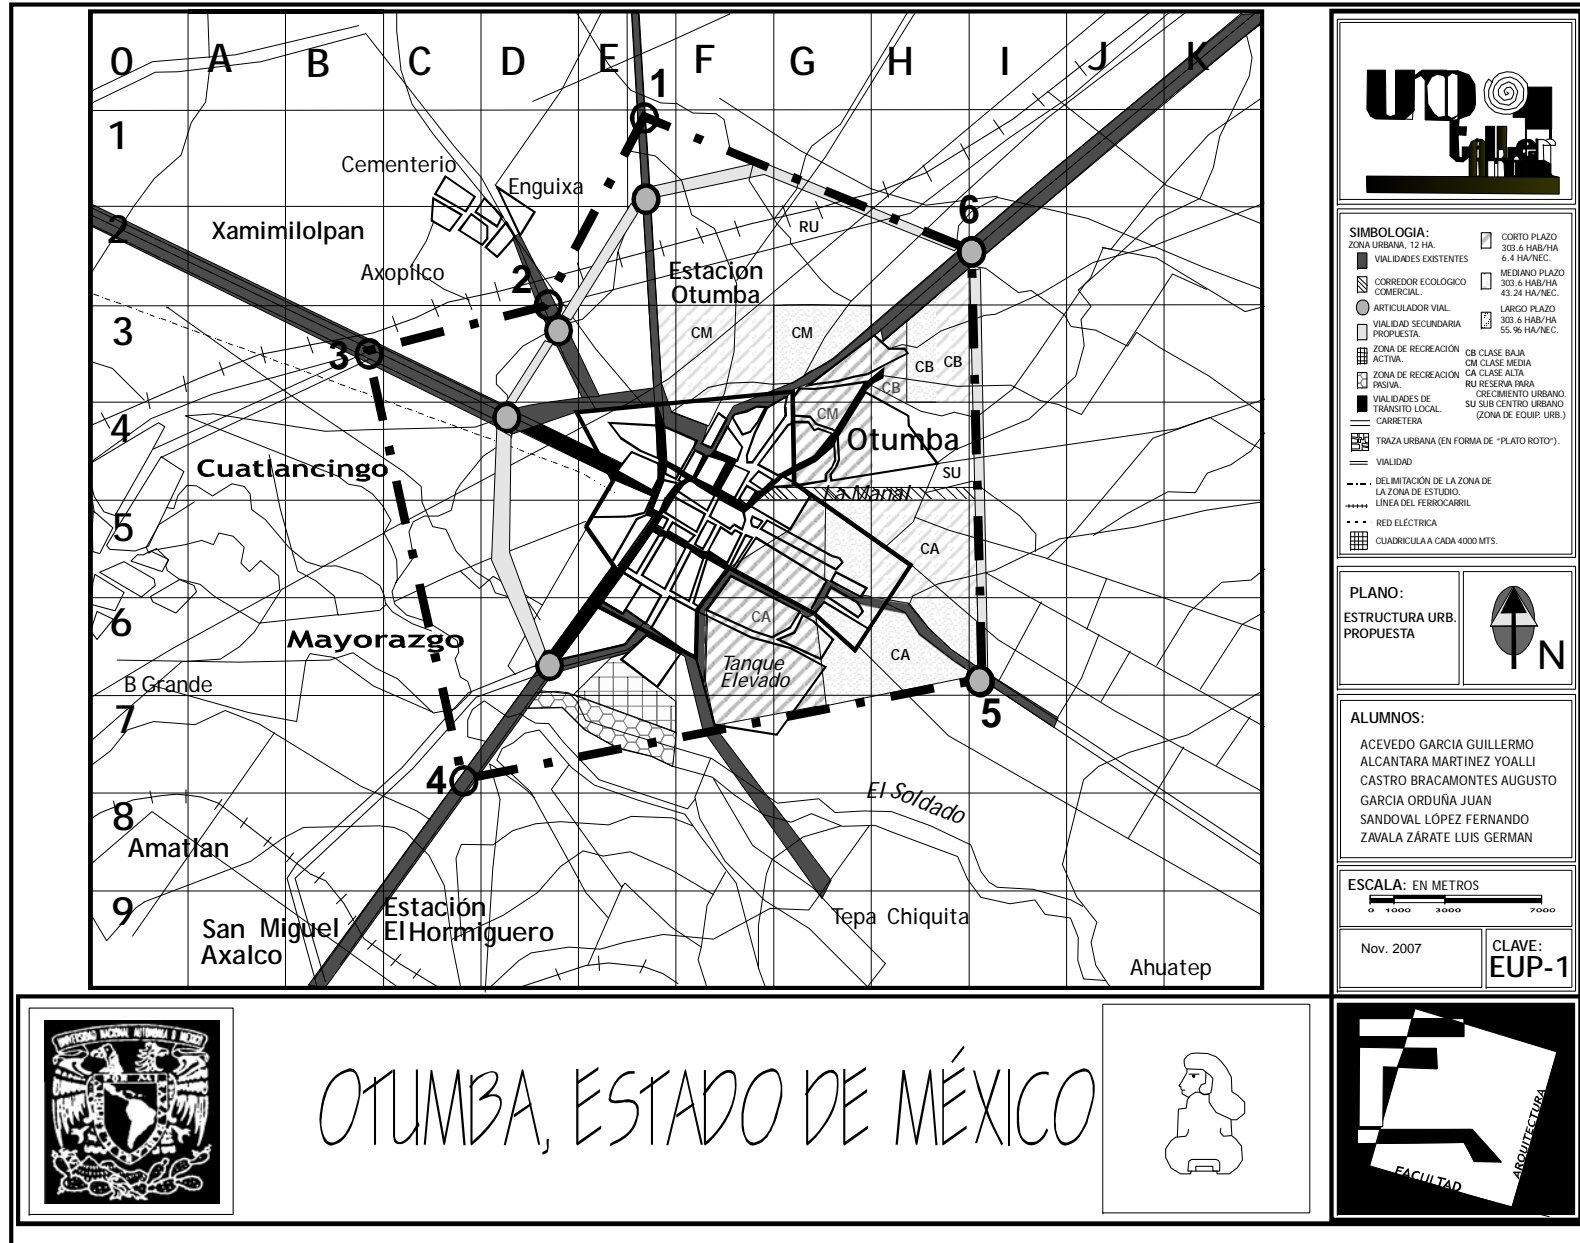 O A B C D E F G H I J K
1
2
3
4
5
6
7
8
9
1
2
3
4
5
6
Cementerio
Enguixa
Xamimilolpan
Axopilco
RU
Estación
Otumba
CM
CM
CB
CB
CB
CM
Otumba
SU
Cuatlancingo
La Manal
CA
Mayorazgo
CA
CA
Tanque
Elevado
B Grande
El Soldado
Amatlan
San Miguel
Axalco
Estación
El Hormiguero
Tepa Chiquita
Ahuatep
UNO
taller
SIMBOLOGIA:
ZONA URBANA, 12 HA.
VIALIDADES EXISTENTES
CORREDOR ECOLÓGICO
COMERCIAL.
ARTICULADOR VIAL.
VIALIDAD SECUNDARIA
PROPUESTA.
ZONA DE RECREACIÓN
ACTIVA.
ZONA DE RECREACIÓN
PASIVA.
VIALIDADES DE
TRÁNSITO LOCAL.
CARRETERA
TRAZA URBANA (EN FORMA DE "PLATO ROTO").
VIALIDAD
DELIMITACIÓN DE LA ZONA DE
LA ZONA DE ESTUDIO.
LÍNEA DEL FERROCARRIL
RED ELÉCTRICA
CUADRICULA A CADA 4000 MTS.
CORTO PLAZO
303.6 HAB/HA
6.4 HA/NEC.
MEDIANO PLAZO
303.6 HAB/HA
43.24 HA/NEC.
LARGO PLAZO
303.6 HAB/HA
55.96 HA/NEC.
CB CLASE BAJA
CM CLASE MEDIA
CA CLASE ALTA
RU RESERVA PARA
CRECIMIENTO URBANO.
SU SUB CENTRO URBANO
(ZONA DE EQUIP. URB.)
PLANO:
ESTRUCTURA URB.
PROPUESTA
N
ALUMNOS:
ACEVEDO GARCIA GUILLERMO
ALCANTARA MARTINEZ YOALLI
CASTRO BRACAMONTES AUGUSTO
GARCIA ORDUÑA JUAN
SANDOVAL LÓPEZ FERNANDO
ZAVALA ZÁRATE LUIS GERMAN
ESCALA: EN METROS
0 1000 3000 7000
Nov. 2007
CLAVE:
EUP-1
UNIVERSIDAD NACIONAL AUTONOMA D MEXICO
OTUMBA, ESTADO DE MÉXICO
FACULTAD
ARQUITECTURA